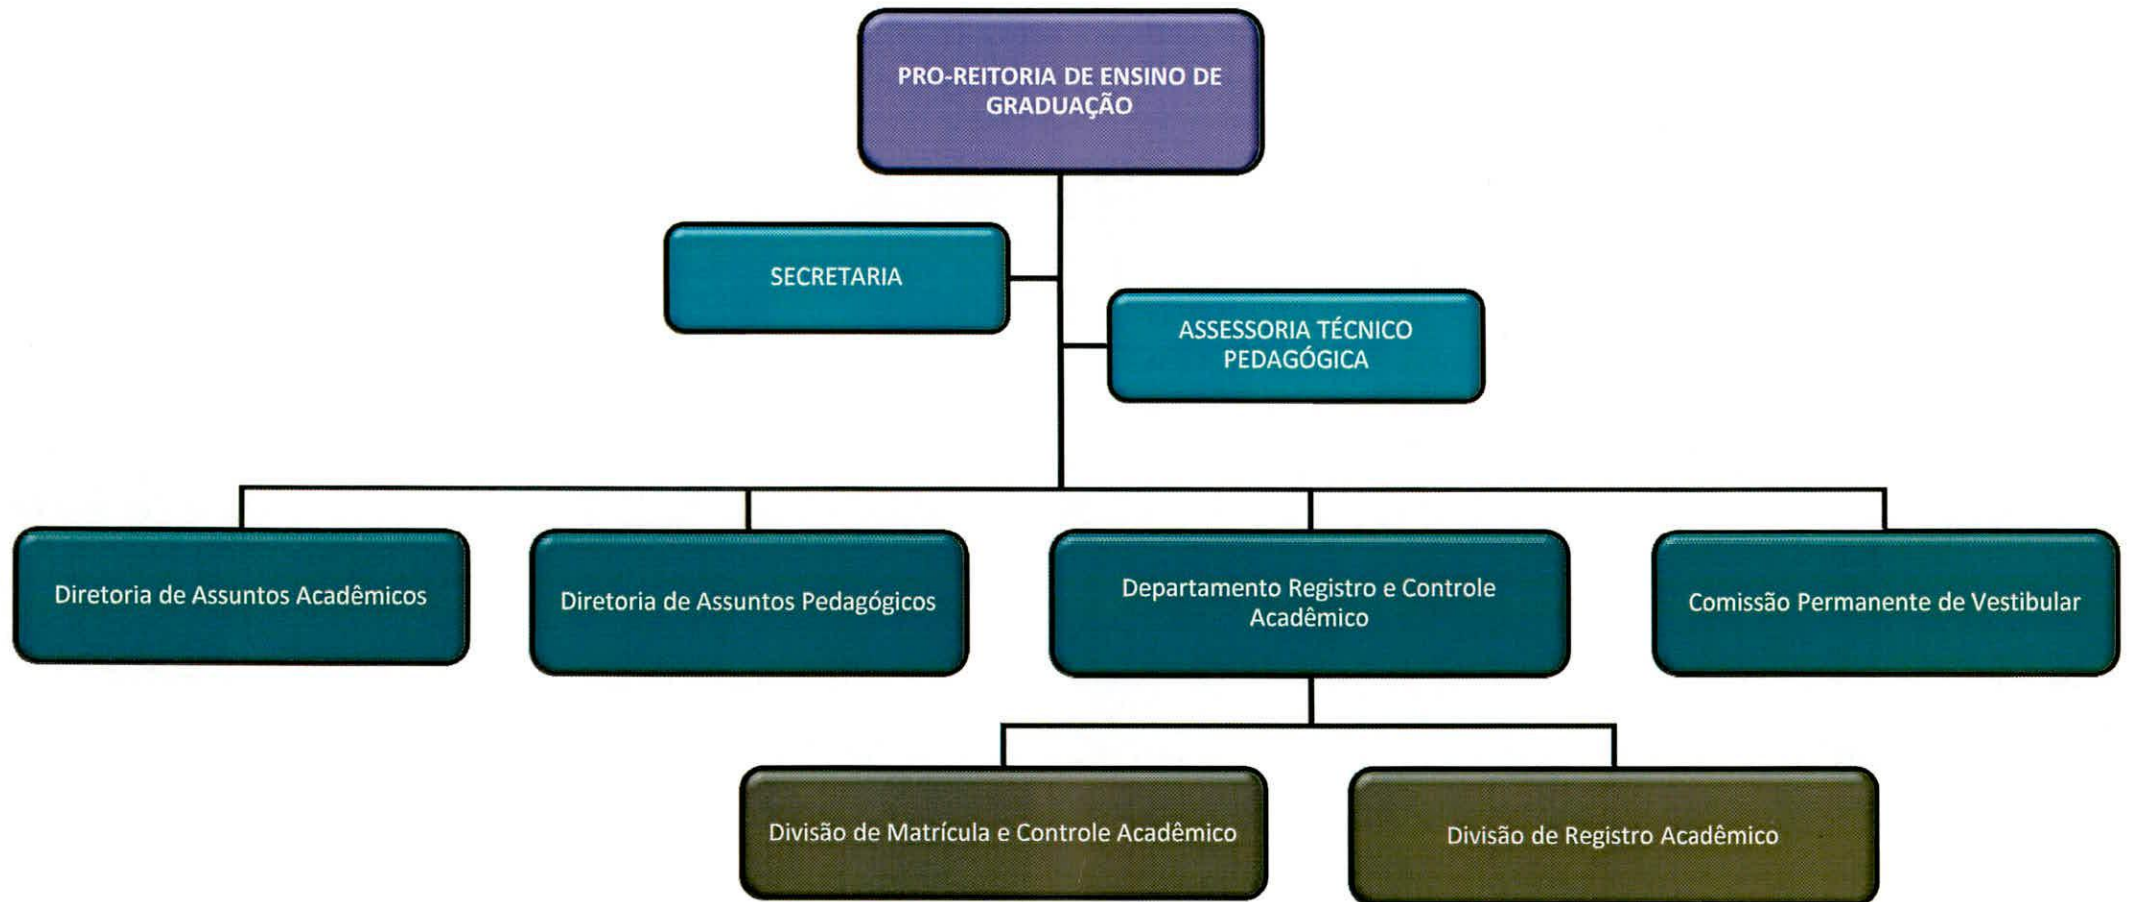 PRO-REITORIA DE ENSINO DE
GRADUAÇÃO
SECRETARIA
ASSESSORIA TÉCNICO
PEDAGÓGICA
Diretoria de Assuntos Acadêmicos
Diretoria de Assuntos Pedagógicos
Departamento Registro e Controle
Acadêmico
Comissão Permanente de Vestibular
Divisão de Matrícula e Controle Acadêmico
Divisão de Registro Acadêmico